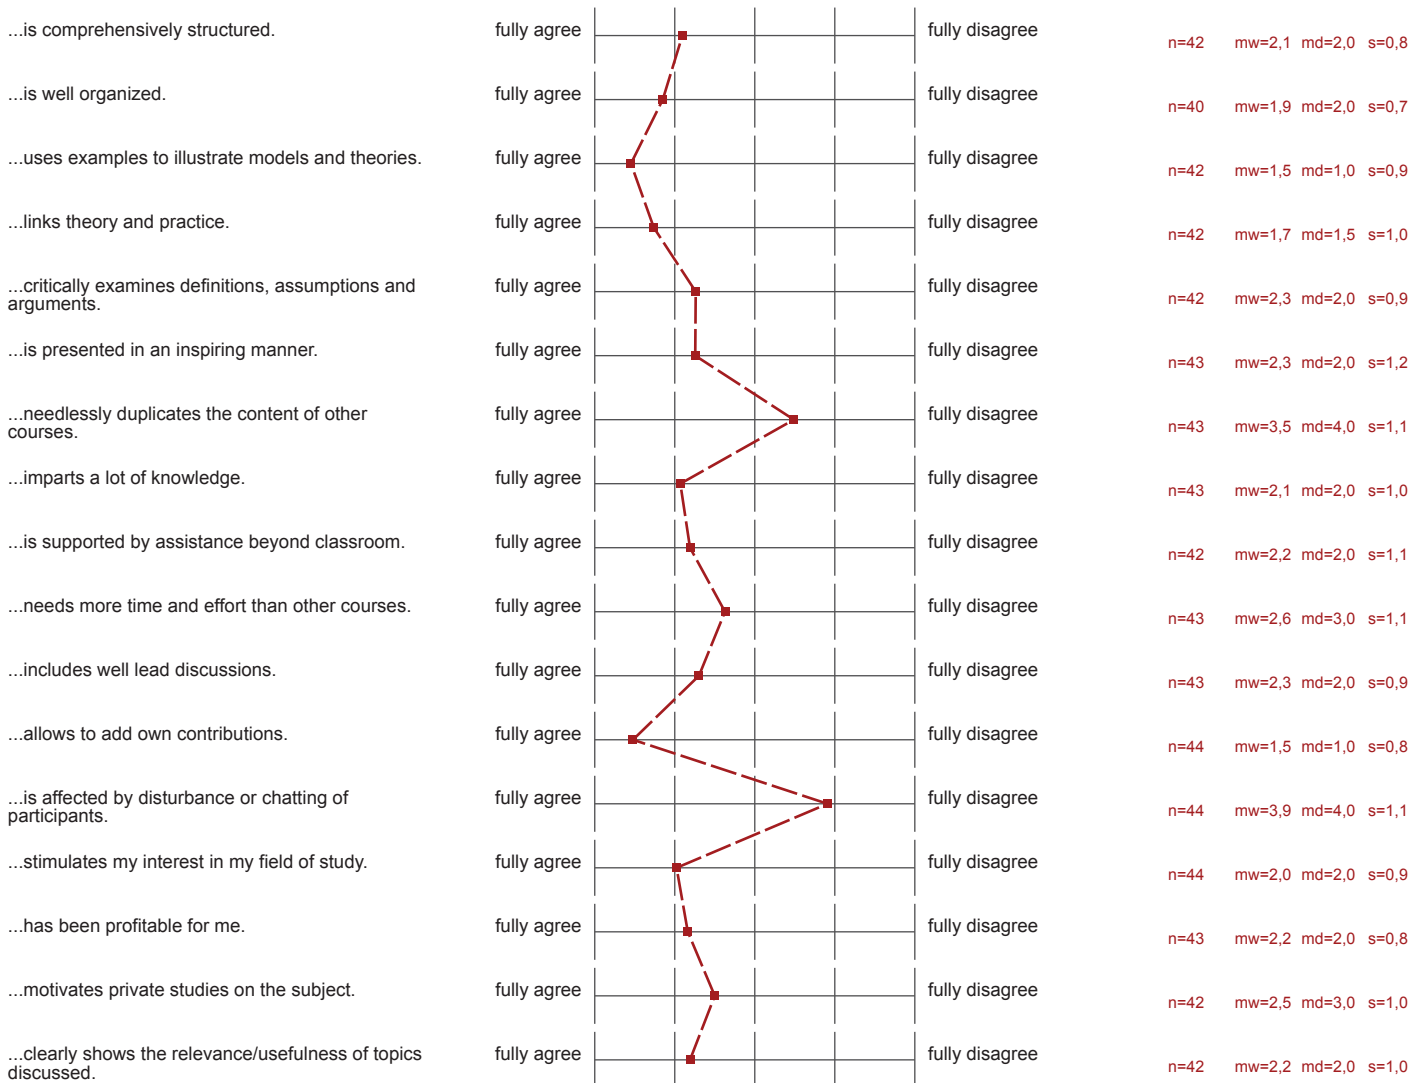 ...is comprehensively structured. fully agree fully disagree n=42 mw=2,1 md=2,0 s=0,8
...is well organized. fully agree fully disagree n=40 mw=1,9 md=2,0 s=0,7
...uses examples to illustrate models and theories. fully agree fully disagree n=42 mw=1,5 md=1,0 s=0,9
...links theory and practice. fully agree fully disagree n=42 mw=1,7 md=1,5 s=1,0
...critically examines definitions, assumptions and
arguments. fully agree fully disagree n=42 mw=2,3 md=2,0 s=0,9
...is presented in an inspiring manner. fully agree fully disagree n=43 mw=2,3 md=2,0 s=1,2
...needlessly duplicates the content of other
courses. fully agree fully disagree n=43 mw=3,5 md=4,0 s=1,1
...imparts a lot of knowledge. fully agree fully disagree n=43 mw=2,1 md=2,0 s=1,0
...is supported by assistance beyond classroom. fully agree fully disagree n=42 mw=2,2 md=2,0 s=1,1
...needs more time and effort than other courses. fully agree fully disagree n=43 mw=2,6 md=3,0 s=1,1
...includes well lead discussions. fully agree fully disagree n=43 mw=2,3 md=2,0 s=0,9
...allows to add own contributions. fully agree fully disagree n=44 mw=1,5 md=1,0 s=0,8
...is affected by disturbance or chatting of
participants. fully agree fully disagree n=44 mw=3,9 md=4,0 s=1,1
...stimulates my interest in my field of study. fully agree fully disagree n=44 mw=2,0 md=2,0 s=0,9
...has been profitable for me. fully agree fully disagree n=43 mw=2,2 md=2,0 s=0,8
...motivates private studies on the subject. fully agree fully disagree n=42 mw=2,5 md=3,0 s=1,0
...clearly shows the relevance/usefulness of topics
discussed. fully agree fully disagree n=42 mw=2,2 md=2,0 s=1,0